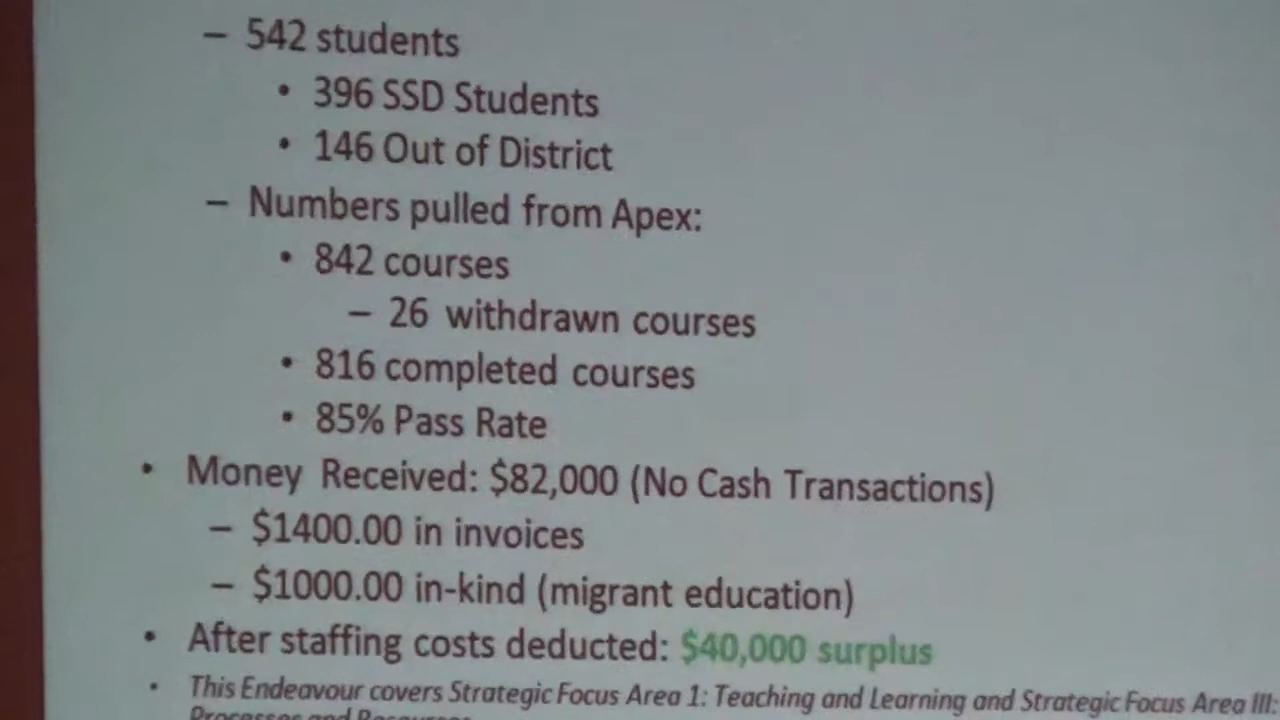 – 542 students
• 396 SSD Students
• 146 Out of District
– Numbers pulled from Apex:
• 842 courses
– 26 withdrawn courses
• 816 completed courses
• 85% Pass Rate
• Money Received: $82,000 (No Cash Transactions)
– $1400.00 in invoices
– $1000.00 in-kind (migrant education)
• After staffing costs deducted: $40,000 surplus
• This Endeavour covers Strategic Focus Area 1: Teaching and Learning and Strategic Focus Area III:
Processes and Resources